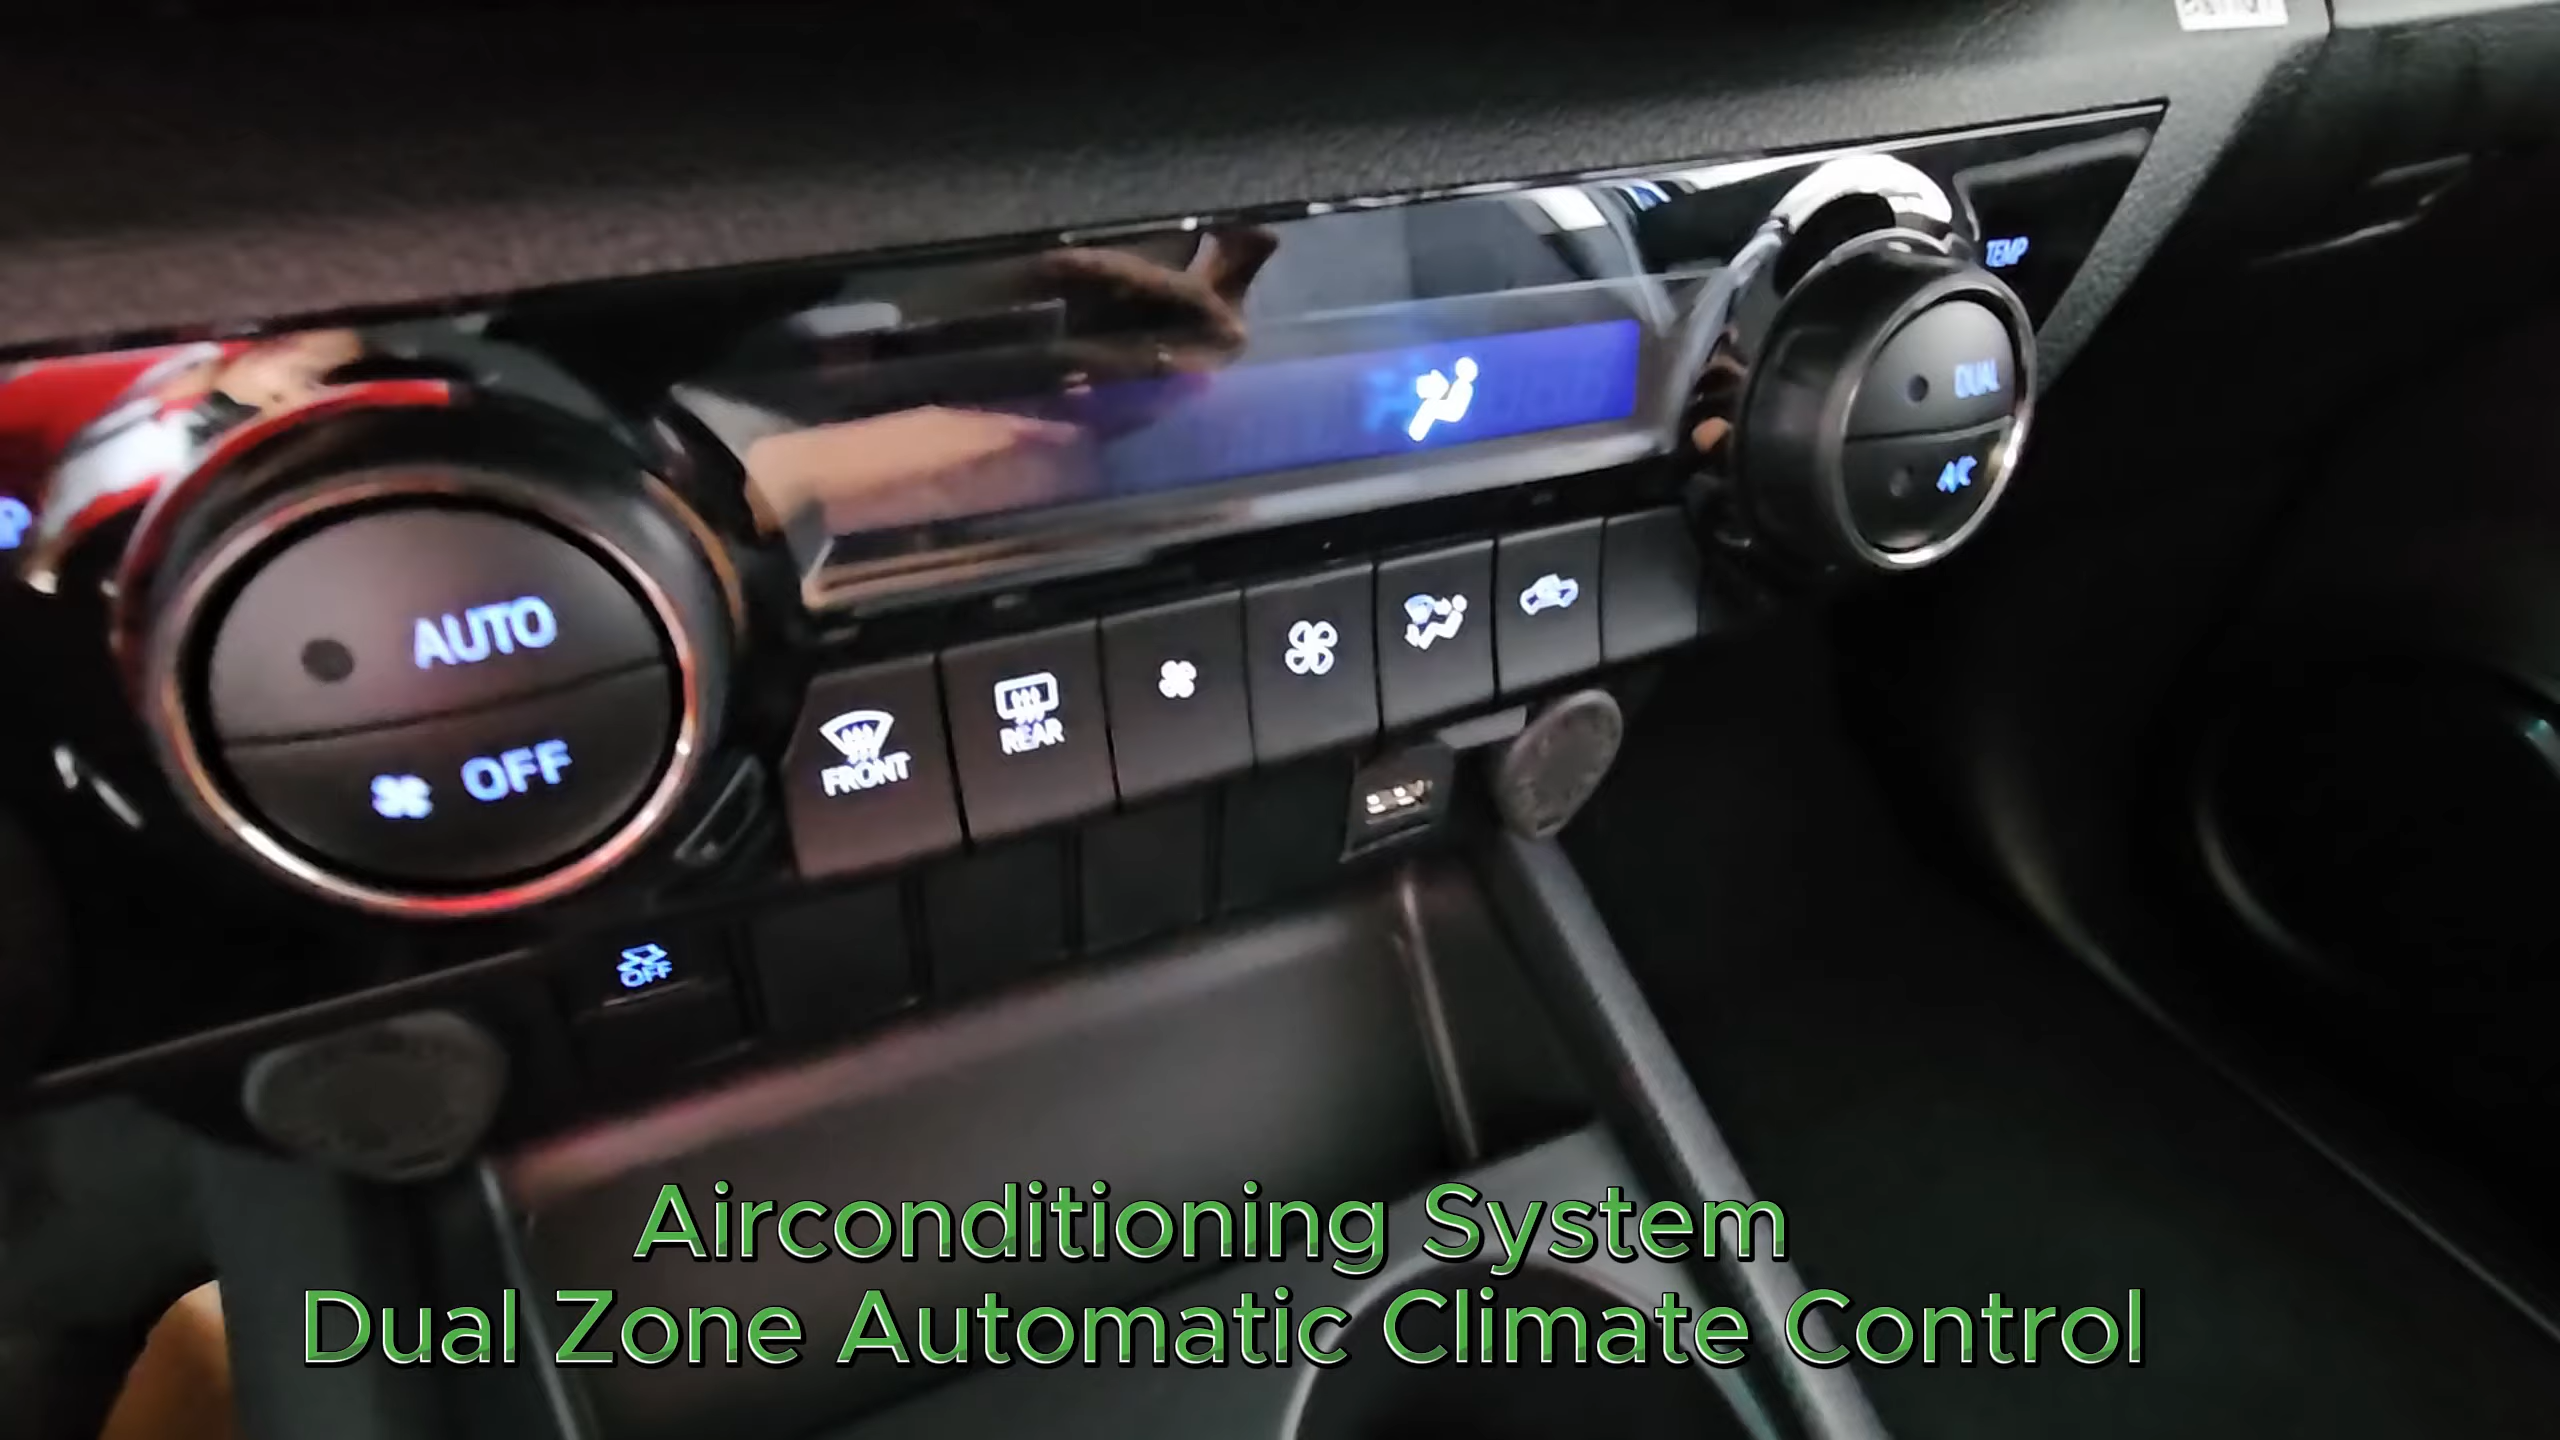 TEMP
DUAL
A/C
AUTO
OFF
FRONT
REAR
OFF
Airconditioning System
Dual Zone Automatic Climate Control